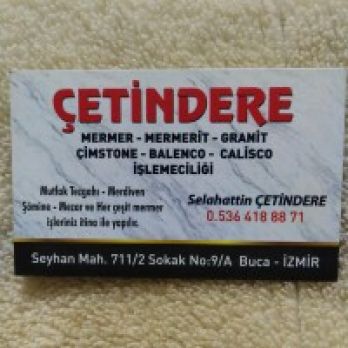 ÇETİNDERE
MERMER - MERMERİT - GRANİT
ÇİMSTONE - BALENCO - CALİSCO
İŞLEMECİLİĞİ
Mutfak Tezgahı - Merdiven
Şömine - Mezar ve Her çeşit mermer
işleriniz itina ile yapılır.
Selahattin ÇETİNDERE
0.536 418 88 71
Seyhan Mah. 711/2 Sokak No:9/A Buca - İZMİR